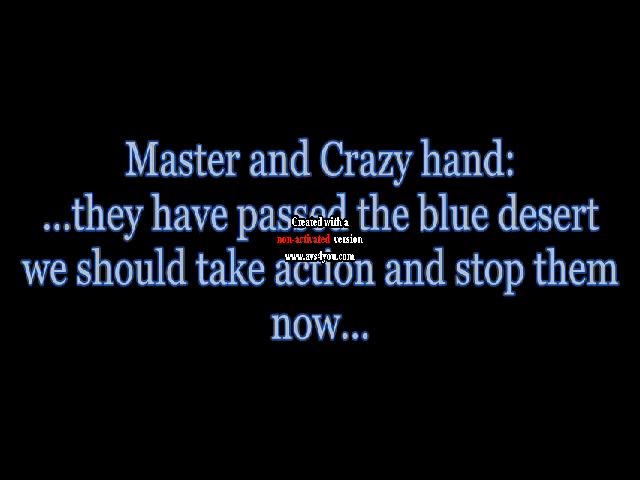 Master and Crazy hand:
...they have passed the blue desert
Created with a
non-activated version
we should take action and stop them
www.avs4you.com
now...